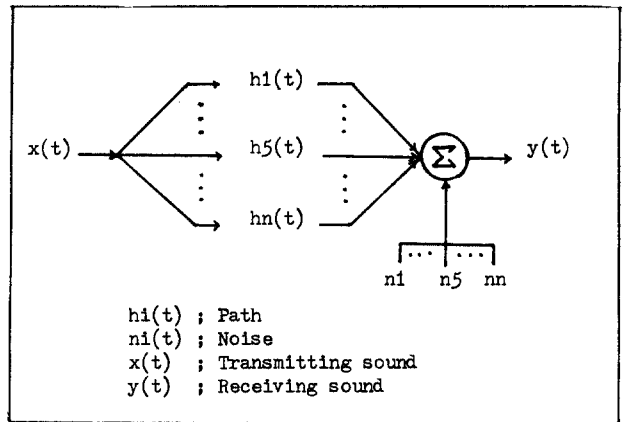 h1(t)
x(t) h5(t) Σ y(t)
hn(t)
n1 n5 nn
hi(t) ; Path
ni(t) ; Noise
x(t) ; Transmitting sound
y(t) ; Receiving sound